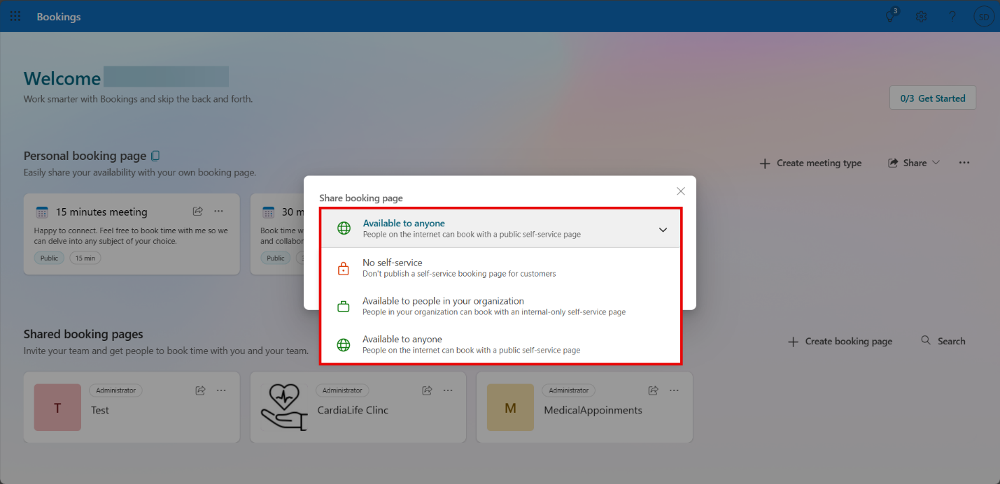 Bookings
3
SD
Welcome
Work smarter with Bookings and skip the back and forth.
0/3 Get Started
Personal booking page
Easily share your availability with your own booking page.
Create meeting type
Share
15 minutes meeting
Happy to connect. Feel free to book time with me so we
can delve into any subject of your choice.
Public
15 min
30 m
Book time w
and collabor
Public
3
Share booking page
Available to anyone
People on the internet can book with a public self-service page
No self-service
Don't publish a self-service booking page for customers
Available to people in your organization
People in your organization can book with an internal-only self-service page
Available to anyone
People on the internet can book with a public self-service page
Shared booking pages
Invite your team and get people to book time with you and your team.
Create booking page
Search
T
Administrator
Test
Administrator
CardiaLife Clinc
M
Administrator
MedicalAppoinments